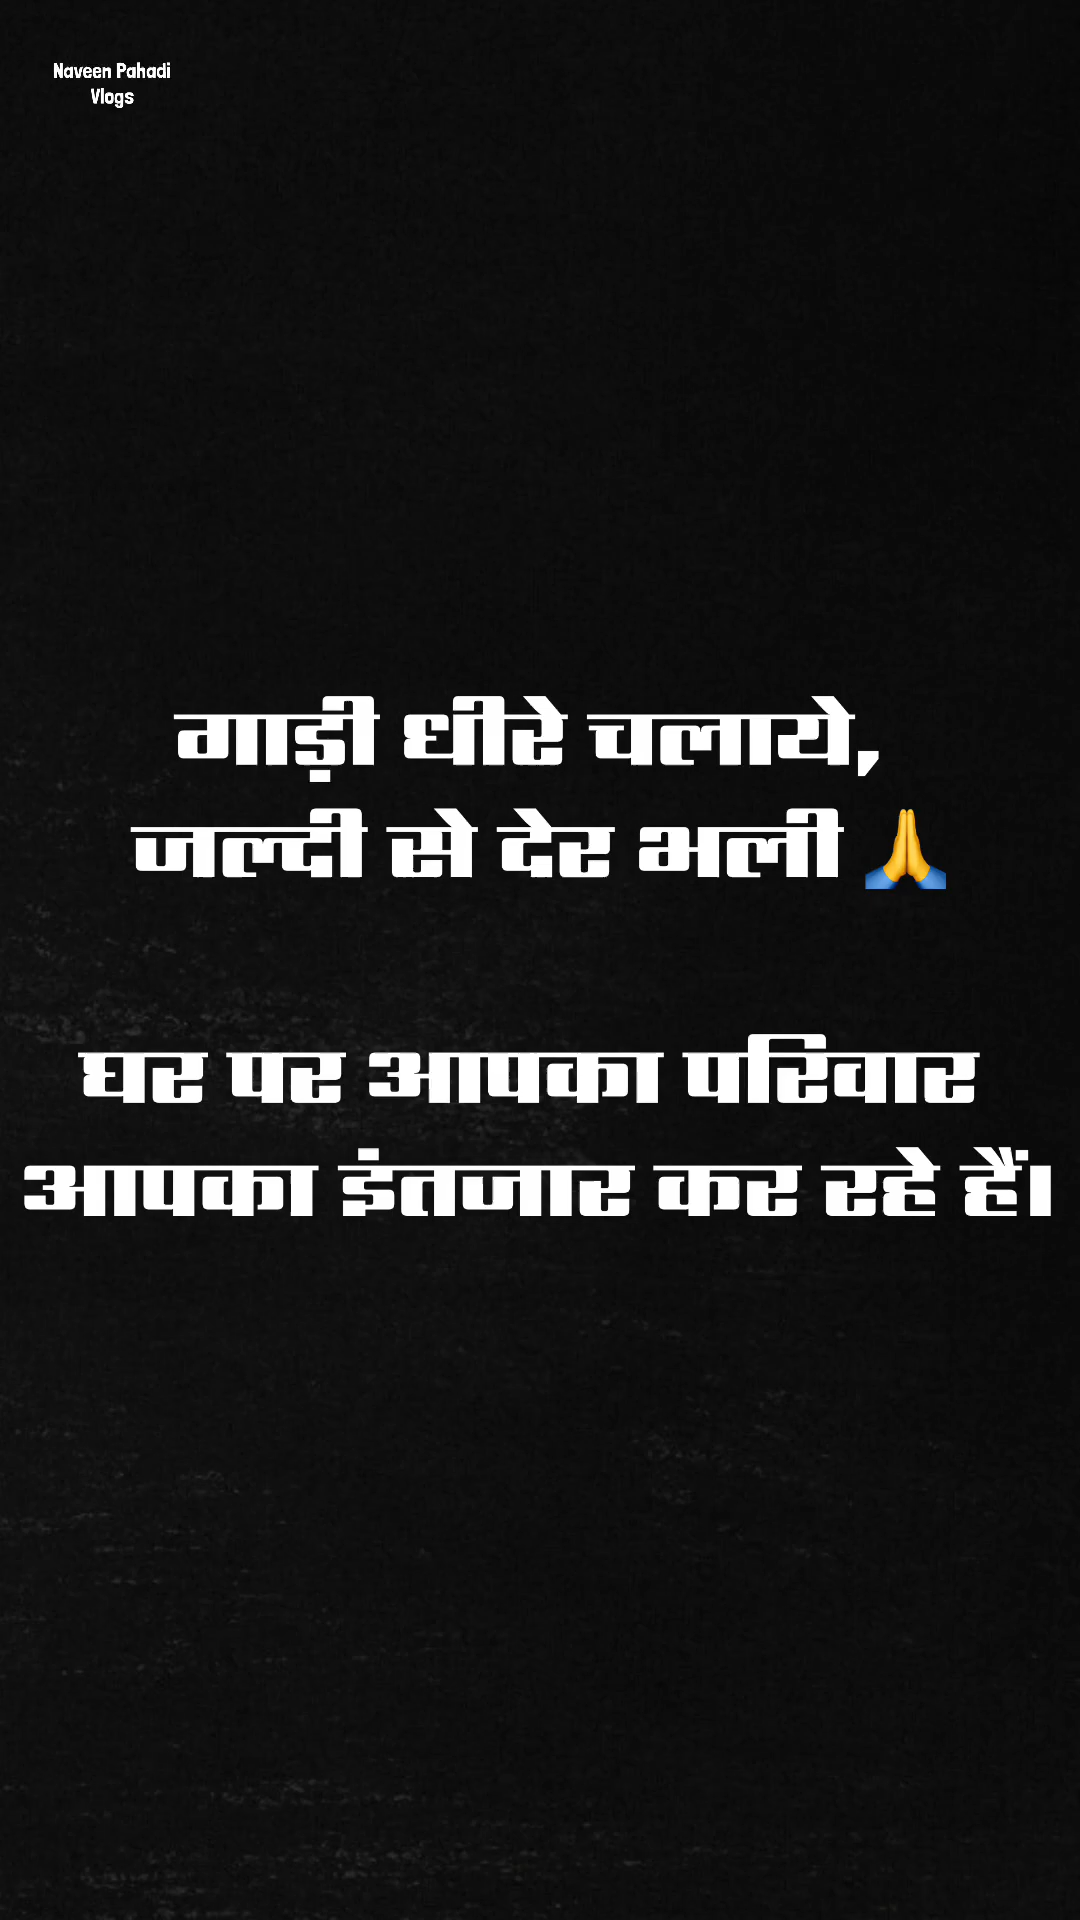 Naveen Pahadi
Vlogs
गाड़ी धीरे चलाये,
जल्दी से देर भली 🙏
घर पर आपका परिवार
आपका इंतजार कर रहे हैं।